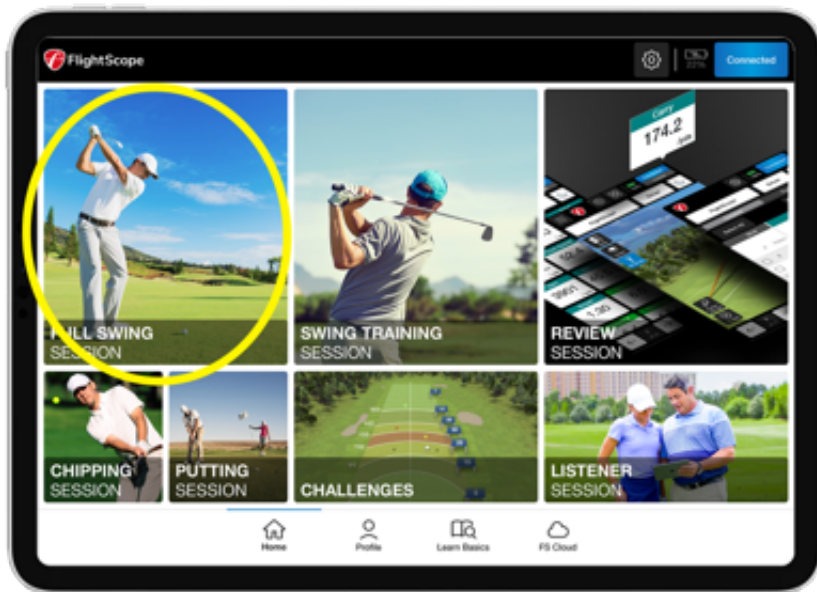 FlightScope
22%
Connected
FULL SWING
SESSION
SWING TRAINING
SESSION
Carry
174.2
/yds
REVIEW
SESSION
CHIPPING
SESSION
PUTTING
SESSION
CHALLENGES
LISTENER
SESSION
Home
Profile
Learn Basics
FS Cloud